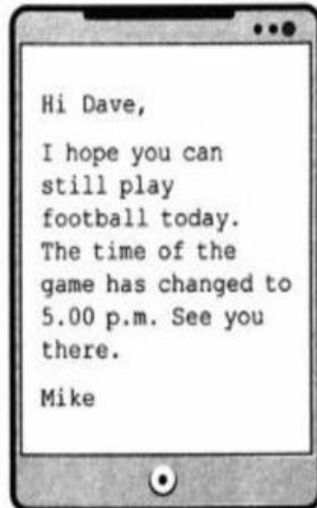 Hi Dave,
I hope you can
still play
football today.
The time of the
game has changed to
5.00 p.m. See you
there.
Mike